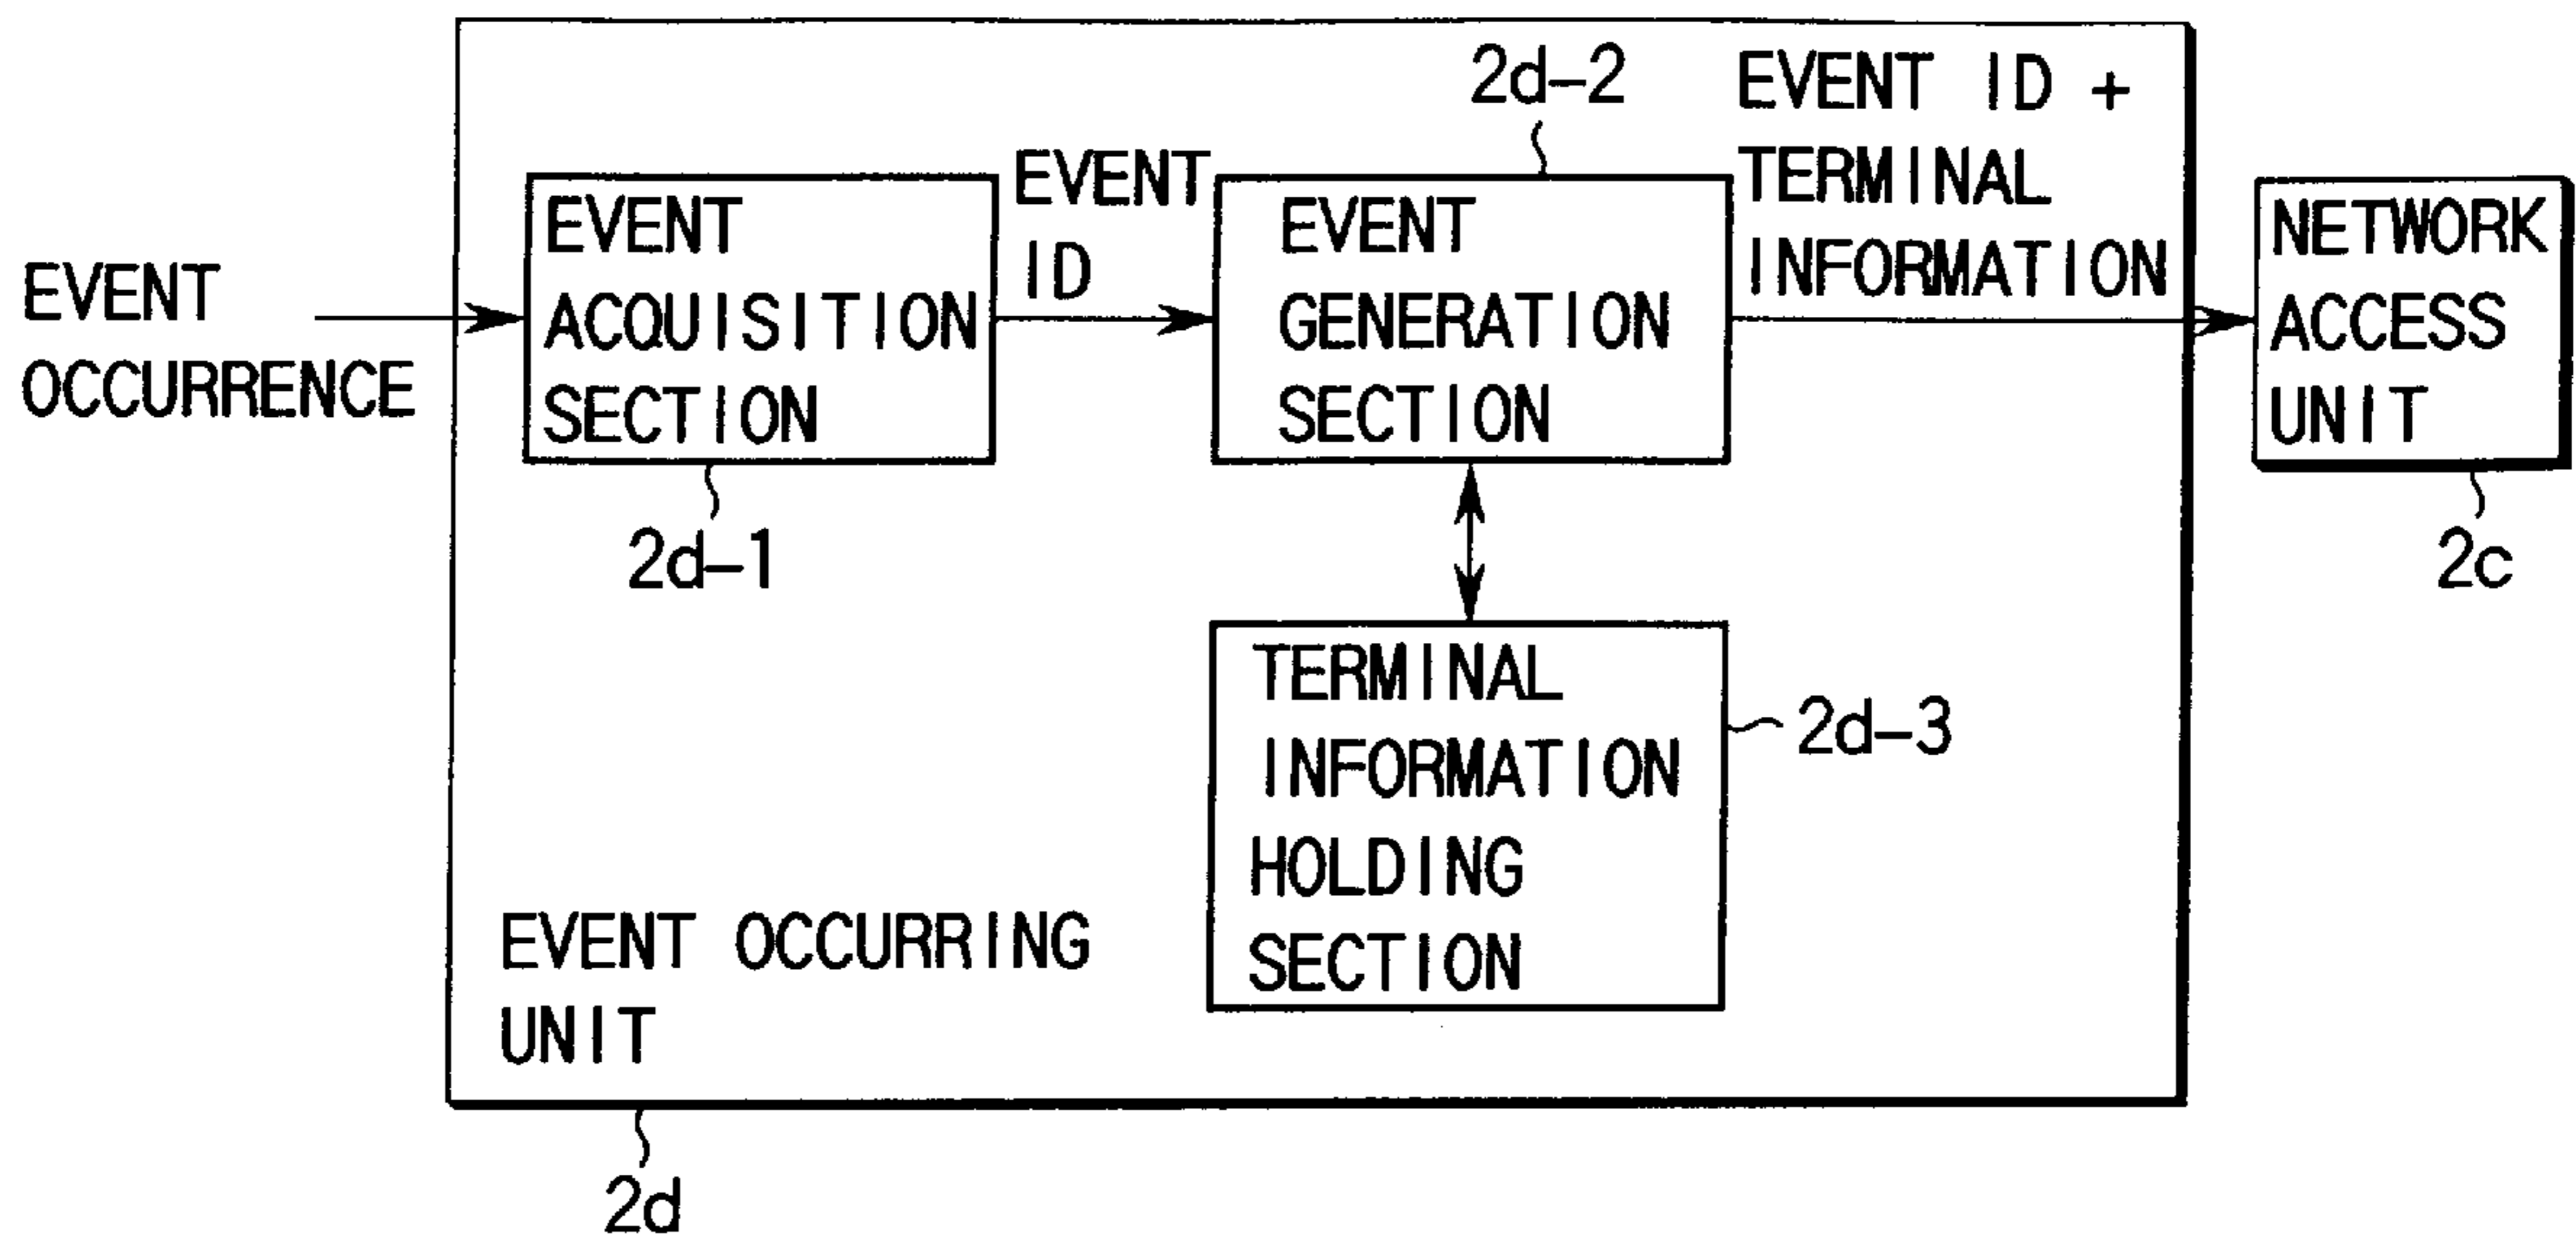 EVENT
OCCURRENCE
EVENT
ACQUISITION
SECTION
2d-1
EVENT
ID
2d-2
EVENT
GENERATION
SECTION
EVENT ID +
TERMINAL
INFORMATION
NETWORK
ACCESS
UNIT
2c
TERMINAL
INFORMATION
HOLDING
SECTION
2d-3
EVENT OCCURRING
UNIT
2d